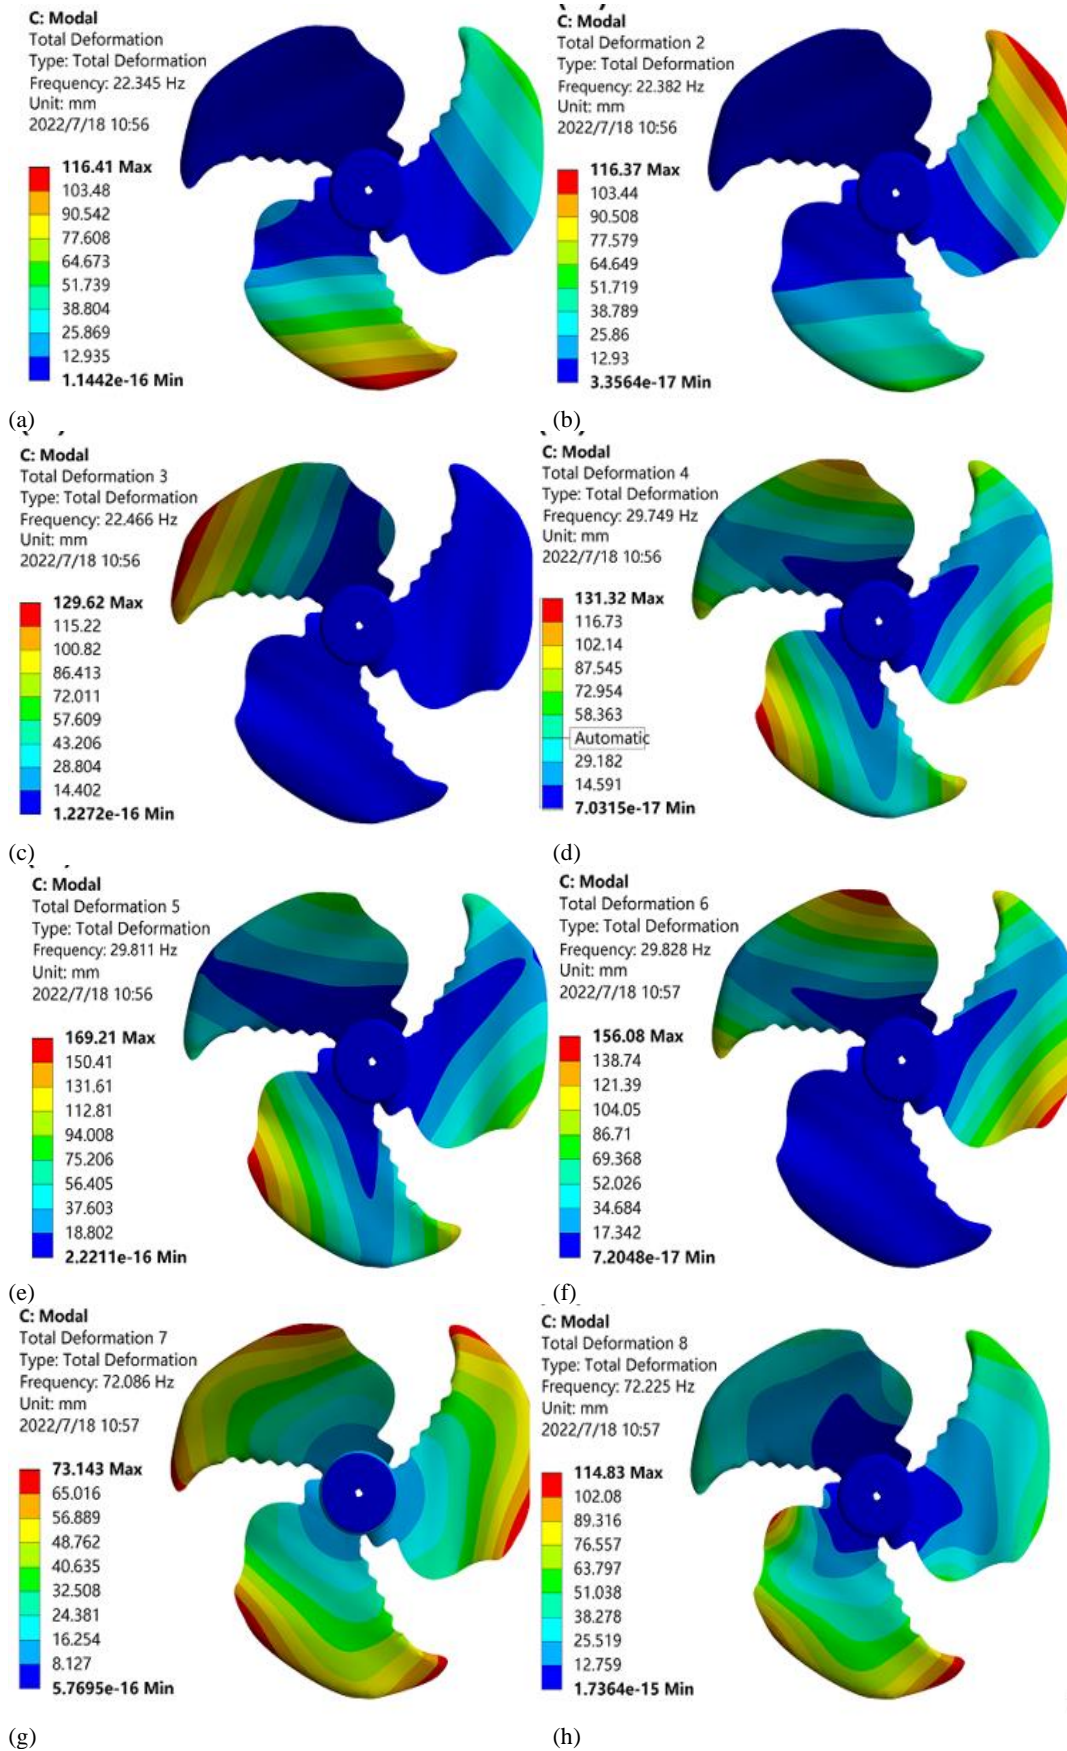 C: Modal
Total Deformation
Type: Total Deformation
Frequency: 22.345 Hz
Unit: mm
2022/7/18 10:56
116.41 Max
103.48
90.542
77.608
64.673
51.739
38.804
25.869
12.935
1.1442e-16 Min
(a)
C: Modal
Total Deformation 2
Type: Total Deformation
Frequency: 22.382 Hz
Unit: mm
2022/7/18 10:56
116.37 Max
103.44
90.508
77.579
64.649
51.719
38.789
25.86
12.93
3.3564e-17 Min
(b)
C: Modal
Total Deformation 3
Type: Total Deformation
Frequency: 22.466 Hz
Unit: mm
2022/7/18 10:56
129.62 Max
115.22
100.82
86.413
72.011
57.609
43.206
28.804
14.402
1.2272e-16 Min
(c)
C: Modal
Total Deformation 4
Type: Total Deformation
Frequency: 29.749 Hz
Unit: mm
2022/7/18 10:56
131.32 Max
116.73
102.14
87.545
72.954
58.363
Automatic
29.182
14.591
7.0315e-17 Min
(d)
C: Modal
Total Deformation 5
Type: Total Deformation
Frequency: 29.811 Hz
Unit: mm
2022/7/18 10:56
169.21 Max
150.41
131.61
112.81
94.008
75.206
56.405
37.603
18.802
2.2211e-16 Min
(e)
C: Modal
Total Deformation 6
Type: Total Deformation
Frequency: 29.828 Hz
Unit: mm
2022/7/18 10:57
156.08 Max
138.74
121.39
104.05
86.71
69.368
52.026
34.684
17.342
7.2048e-17 Min
(f)
C: Modal
Total Deformation 7
Type: Total Deformation
Frequency: 72.086 Hz
Unit: mm
2022/7/18 10:57
73.143 Max
65.016
56.889
48.762
40.635
32.508
24.381
16.254
8.127
5.7695e-16 Min
(g)
C: Modal
Total Deformation 8
Type: Total Deformation
Frequency: 72.225 Hz
Unit: mm
2022/7/18 10:57
114.83 Max
102.08
89.316
76.557
63.797
51.038
38.278
25.519
12.759
1.7364e-15 Min
(h)